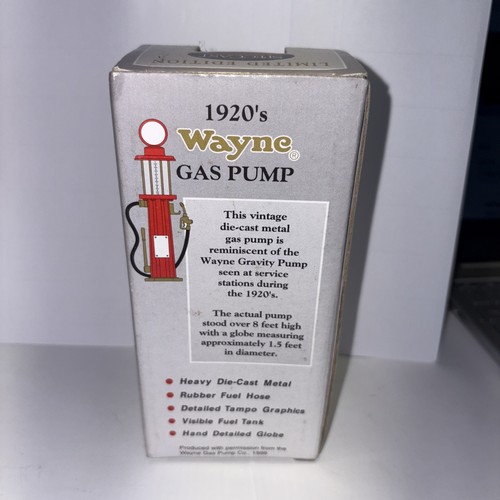 LIMITED EDITION
1920's
Wayne®
GAS PUMP
This vintage
die-cast metal
gas pump is
reminiscent of the
Wayne Gravity Pump
seen at service
stations during
the 1920's.
The actual pump
stood over 8 feet high
with a globe measuring
approximately 1.5 feet
in diameter.
Heavy Die-Cast Metal
Rubber Fuel Hose
Detailed Tampo Graphics
Visible Fuel Tank
Hand Detailed Globe
Produced with permission from the
Wayne Gas Pump Co.,